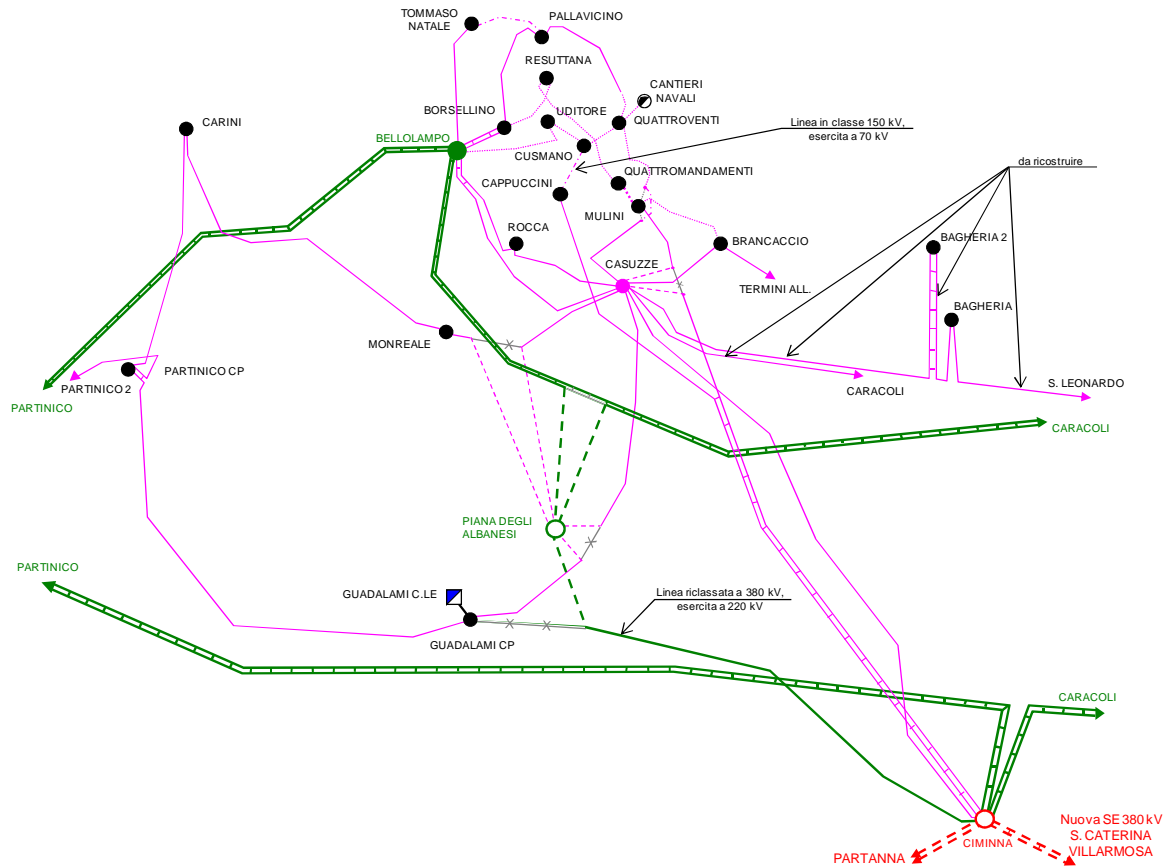 TOMMASO
NATALE
PALLAVICINO
RESUTTANA
CANTIERI
NAVALI
BORSELLINO
UDITORE
QUATTROVENTI
CARINI
Linea in classe 150 kV,
esercita a 70 kV
BELLOLAMPO
CUSMANO
da ricostruire
CAPPUCCINI
QUATTROMANDAMENTI
MULINI
ROCCA
BRANCACCIO
BAGHERIA 2
CASUZZE
TERMINI ALL.
BAGHERIA
MONREALE
PARTINICO CP
PARTINICO 2
CARACOLI
S. LEONARDO
PARTINICO
CARACOLI
PIANA DEGLI
ALBANESI
PARTINICO
GUADALAMI C.LE
Linea riclassata a 380 kV,
esercita a 220 kV
GUADALAMI CP
CARACOLI
Nuova SE 380 kV
S. CATERINA
VILLARMOSA
CIMINNA
PARTANNA